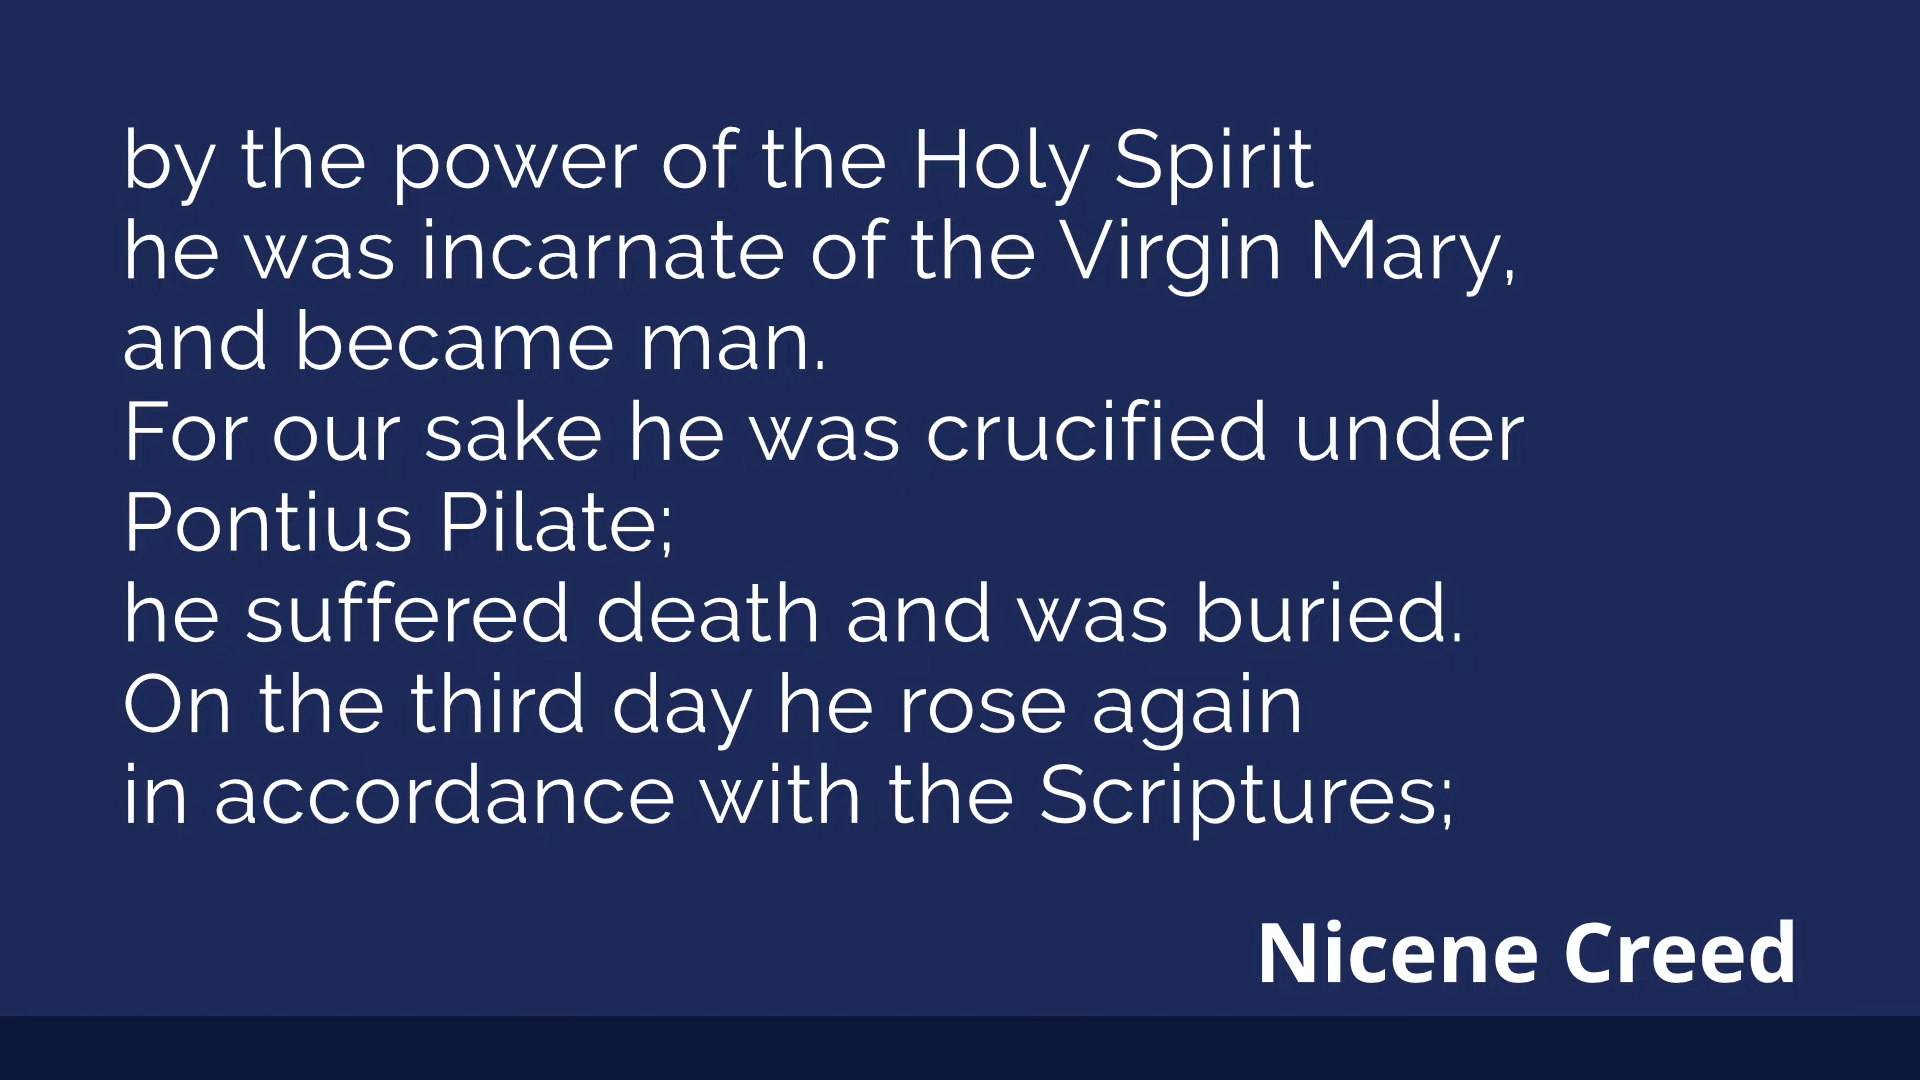 by the power of the Holy Spirit
he was incarnate of the Virgin Mary,
and became man.
For our sake he was crucified under
Pontius Pilate;
he suffered death and was buried.
On the third day he rose again
in accordance with the Scriptures;
Nicene Creed